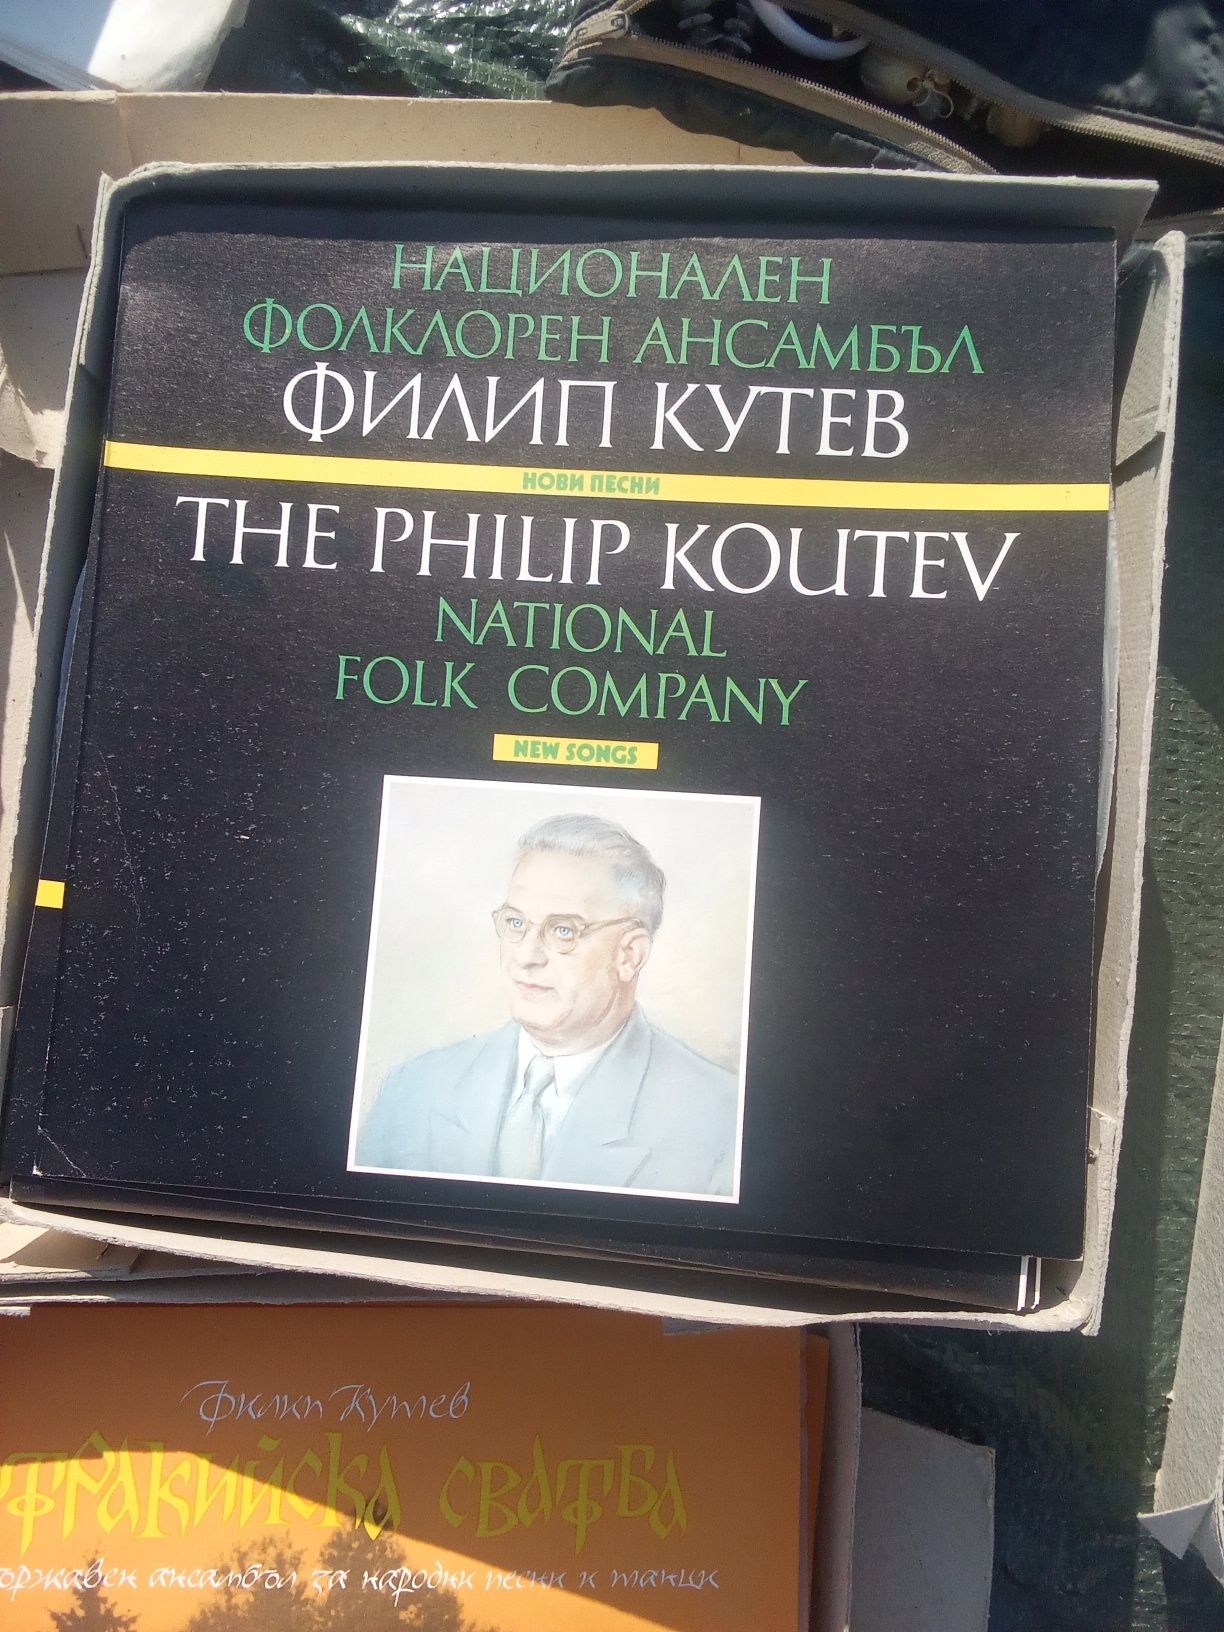 НАЦИОНАЛЕН
ФОЛКЛОРЕН АНСАМБЪЛ
ФИЛИП КУТЕВ
НОВИ ПЕСНИ
THE PHILIP KOUTEV
NATIONAL
FOLK COMPANY
NEW SONGS
Филип Кутев
ТРАКИЙСКА СВАТБА
ържавен ансамбъл за народни песни и танци